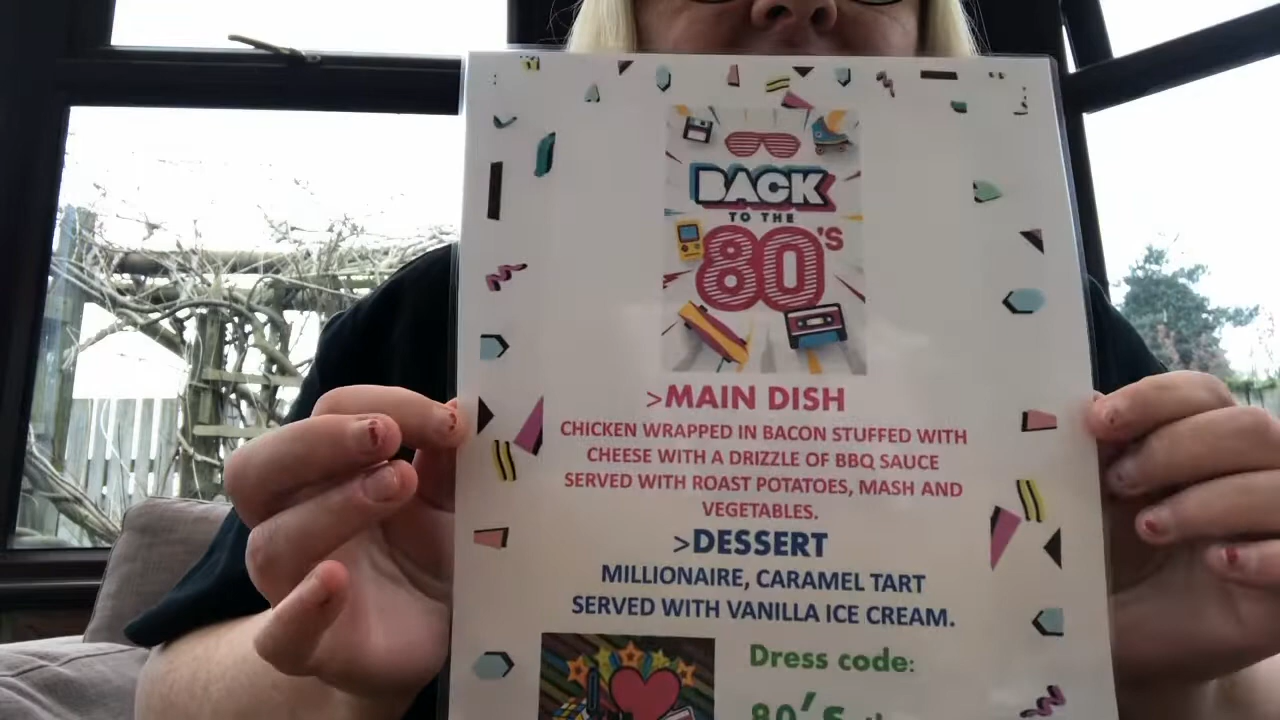 BACK
TO THE
80'S
>MAIN DISH
CHICKEN WRAPPED IN BACON STUFFED WITH
CHEESE WITH A DRIZZLE OF BBQ SAUCE
SERVED WITH ROAST POTATOES, MASH AND
VEGETABLES.
>DESSERT
MILLIONAIRE, CARAMEL TART
SERVED WITH VANILLA ICE CREAM.
Dress code:
80's